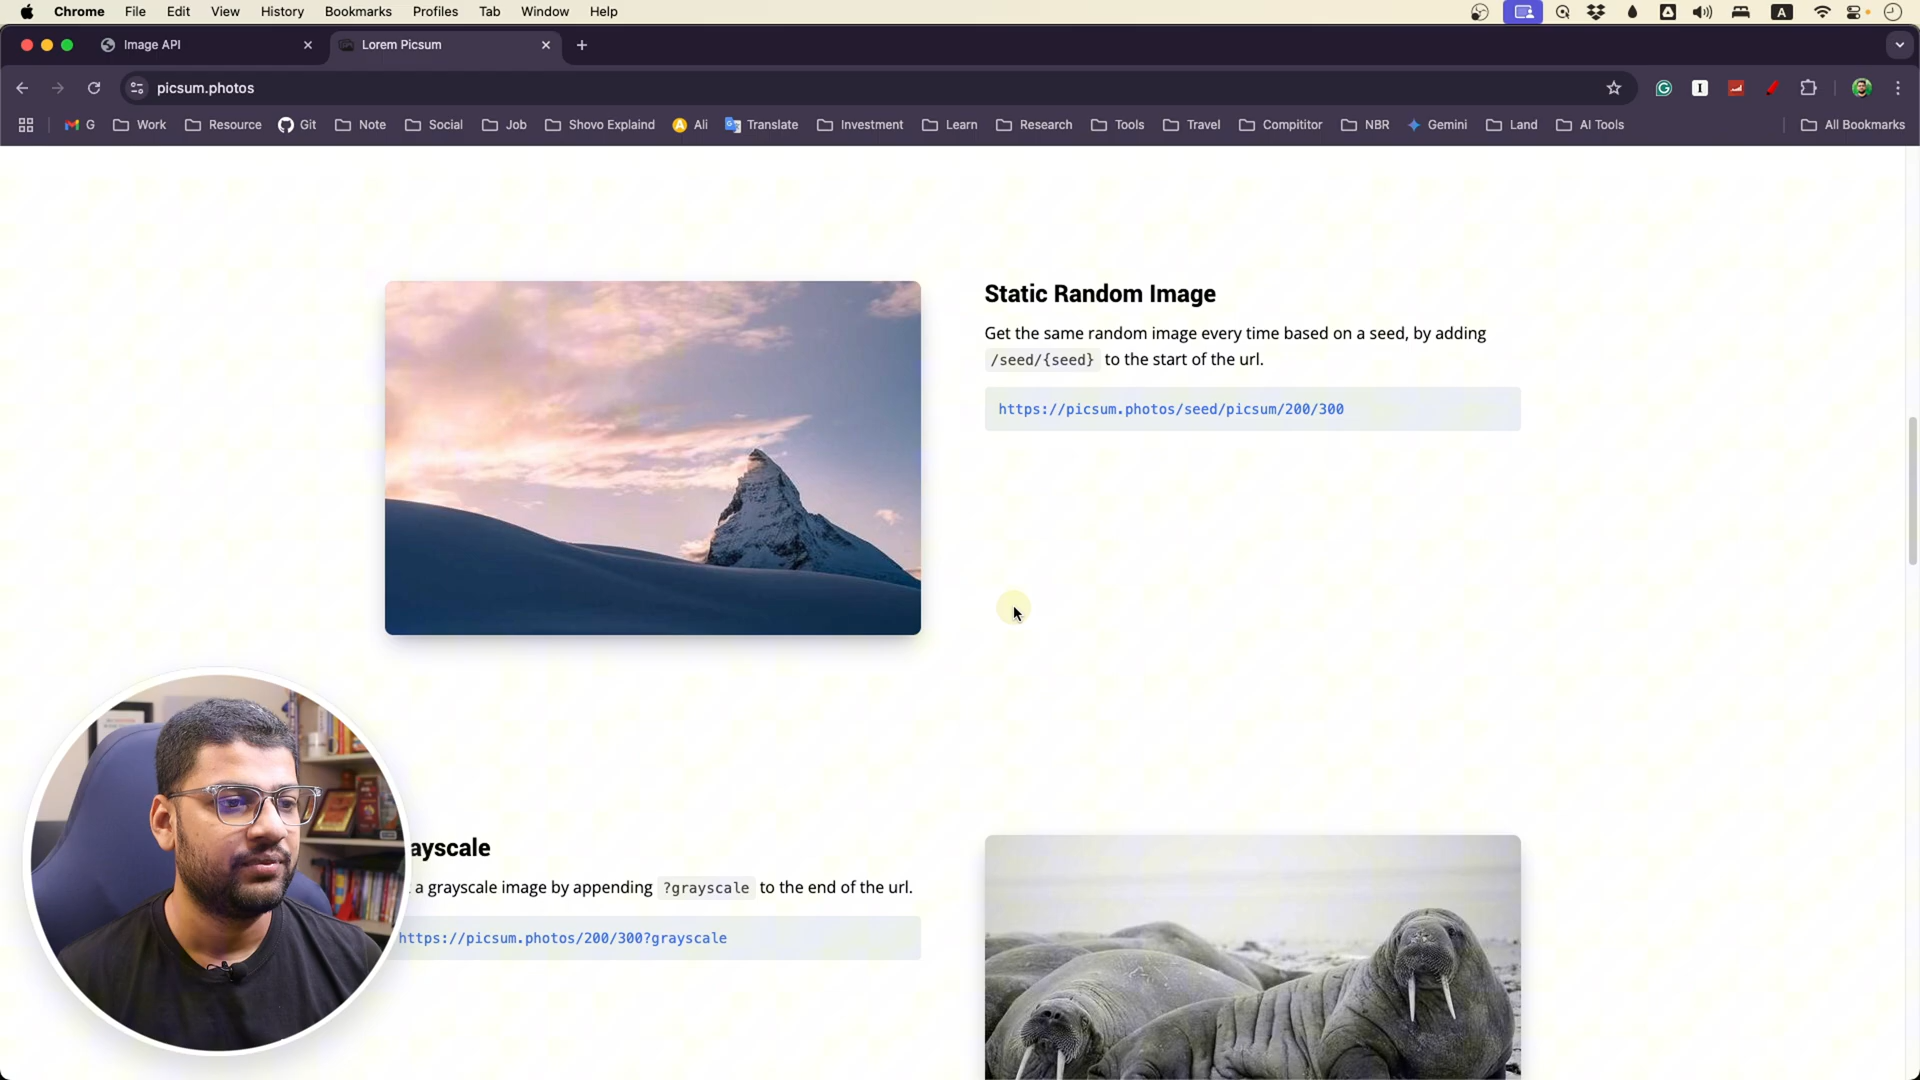 Chrome File Edit View History Bookmarks Profiles Tab Window Help
Image API
Lorem Picsum
picsum.photos
G Work Resource Git Note Social Job Shovo Explaind Ali Translate Investment Learn Research Tools Travel Compititor NBR Gemini Land AI Tools All Bookmarks
Static Random Image
Get the same random image every time based on a seed, by adding
/seed/{seed} to the start of the url.
https://picsum.photos/seed/picsum/200/300
ayscale
a grayscale image by appending ?grayscale to the end of the url.
https://picsum.photos/200/300?grayscale